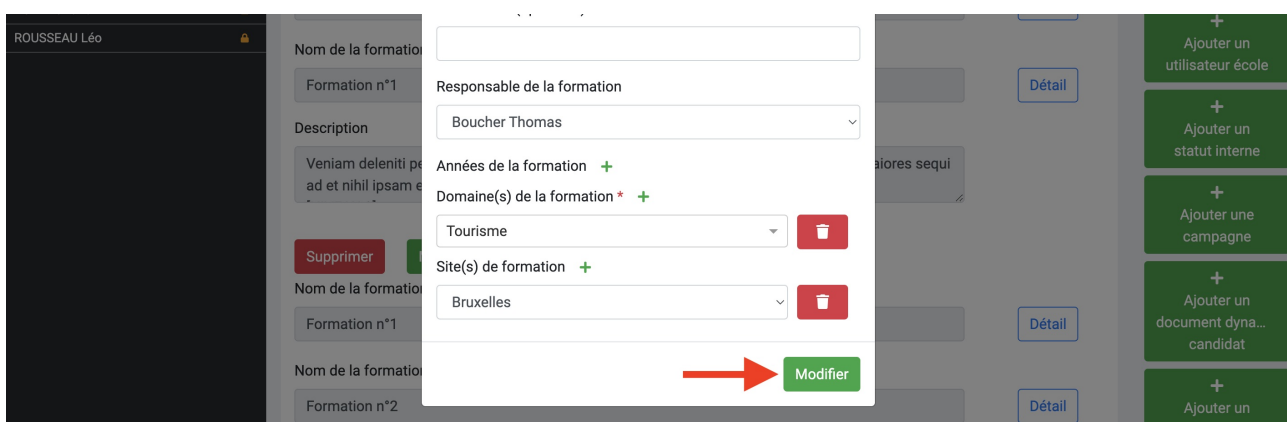 ROUSSEAU Léo
Nom de la formation
Formation n°1
Détail
Description
Veniam deleniti
aiores sequi
ad et nihil ipsam
Supprimer
Nom de la formation
Formation n°1
Détail
Nom de la formation
Formation n°2
Détail
Responsable de la formation
Boucher Thomas
Années de la formation +
Domaine(s) de la formation * +
Tourisme
Site(s) de formation +
Bruxelles
Modifier
+
Ajouter un
utilisateur école
+
Ajouter un
statut interne
+
Ajouter une
campagne
+
Ajouter un
document dyna...
candidat
+
Ajouter un